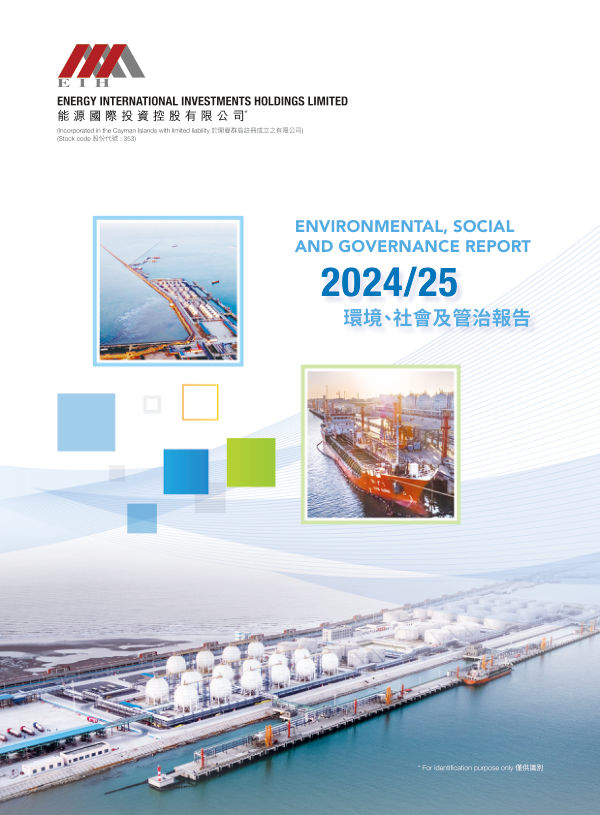 EIH
ENERGY INTERNATIONAL INVESTMENTS HOLDINGS LIMITED
能源國際投資控股有限公司*
(Incorporated in the Cayman Islands with limited liability 於開曼群島註冊成立之有限公司)
(Stock code 股份代號 : 353)
ENVIRONMENTAL, SOCIAL
AND GOVERNANCE REPORT
2024/25
環境、社會及管治報告
* For identification purpose only 僅供識別